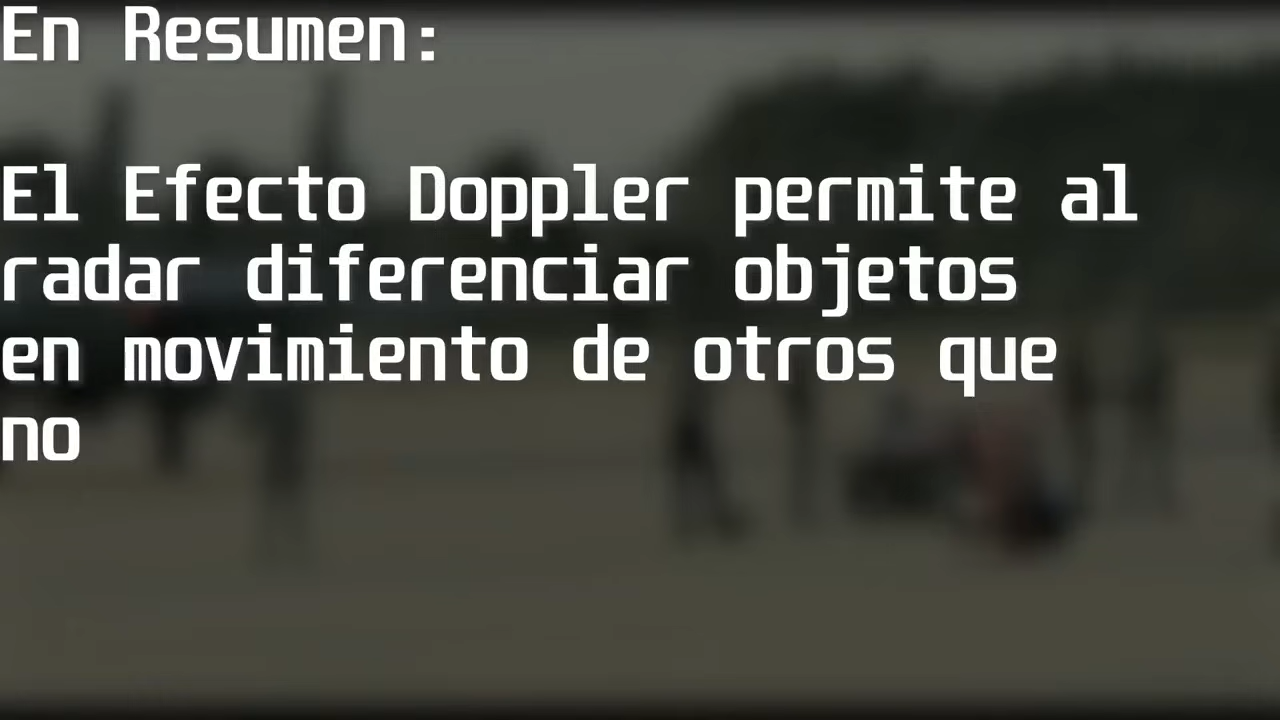 En Resumen:
El Efecto Doppler permite al
radar diferenciar objetos
en movimiento de otros que
no